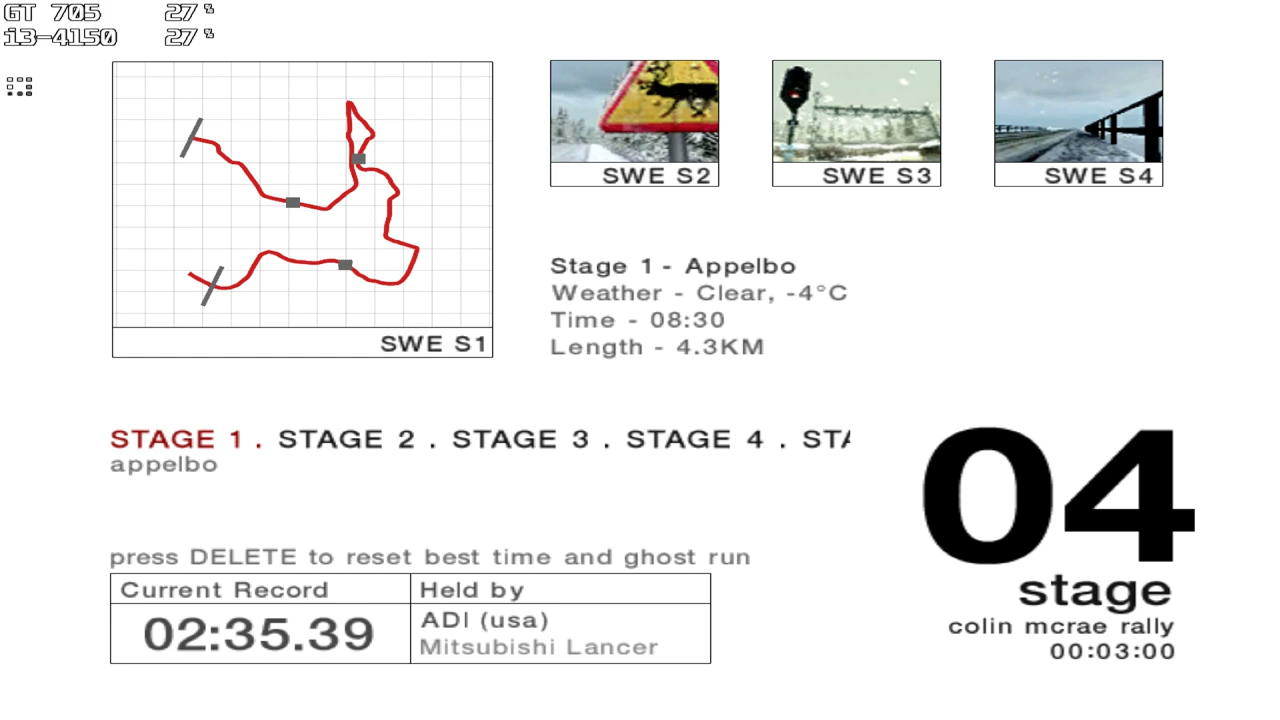 GT 705 27 %
i3-4150 27 %
SWE S1
SWE S2
SWE S3
SWE S4
Stage 1 - Appelbo
Weather - Clear, -4°C
Time - 08:30
Length - 4.3KM
STAGE 1 . STAGE 2 . STAGE 3 . STAGE 4 . STA
appelbo
press DELETE to reset best time and ghost run
Current Record
Held by
02:35.39
ADI (usa)
Mitsubishi Lancer
04
stage
colin mcrae rally
00:03:00